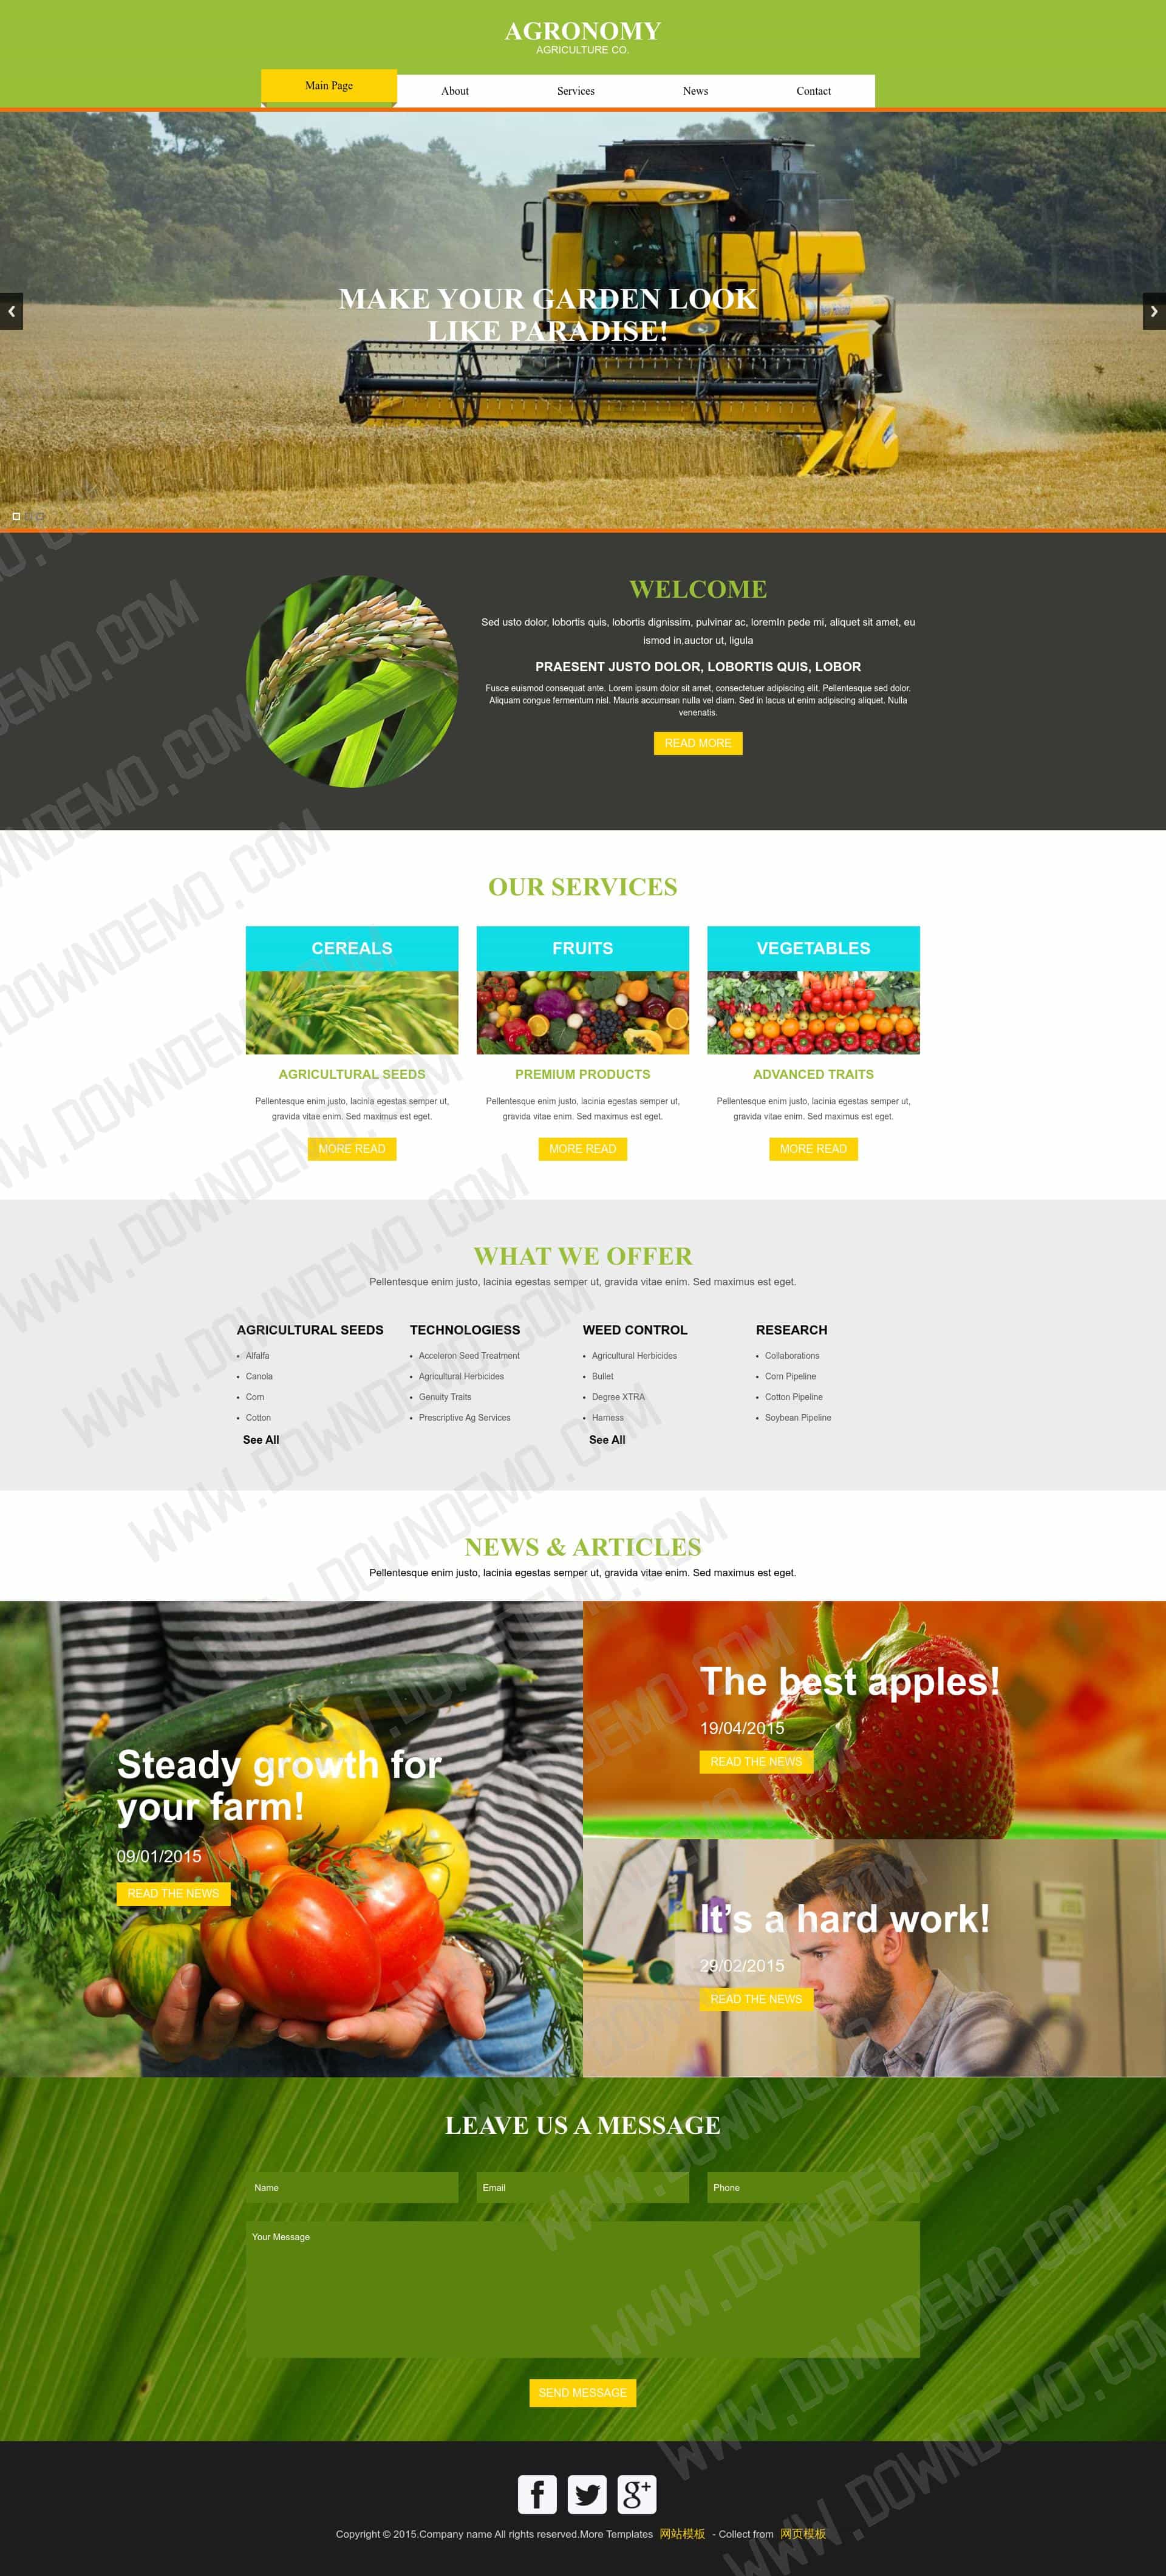 AGRONOMY
AGRICULTURE CO.
Main Page
About
Services
News
Contact
MAKE YOUR GARDEN LOOK
LIKE PARADISE!
WELCOME
Sed usto dolor, lobortis quis, lobortis dignissim, pulvinar ac, loremIn pede mi, aliquet sit amet, eu
ismod in,auctor ut, ligula
PRAESENT JUSTO DOLOR, LOBORTIS QUIS, LOBOR
Fusce euismod consequat ante. Lorem ipsum dolor sit amet, consectetuer adipiscing elit. Pellentesque sed dolor.
Aliquam congue fermentum nisl. Mauris accumsan nulla vel diam. Sed in lacus ut enim adipiscing aliquet. Nulla
venenatis.
READ MORE
OUR SERVICES
CEREALS
AGRICULTURAL SEEDS
Pellentesque enim justo, lacinia egestas semper ut,
gravida vitae enim. Sed maximus est eget.
MORE READ
FRUITS
PREMIUM PRODUCTS
Pellentesque enim justo, lacinia egestas semper ut,
gravida vitae enim. Sed maximus est eget.
MORE READ
VEGETABLES
ADVANCED TRAITS
Pellentesque enim justo, lacinia egestas semper ut,
gravida vitae enim. Sed maximus est eget.
MORE READ
WHAT WE OFFER
Pellentesque enim justo, lacinia egestas semper ut, gravida vitae enim. Sed maximus est eget.
AGRICULTURAL SEEDS
Alfalfa
Canola
Corn
Cotton
See All
TECHNOLOGIESS
Acceleron Seed Treatment
Agricultural Herbicides
Genuity Traits
Prescriptive Ag Services
WEED CONTROL
Agricultural Herbicides
Bullet
Degree XTRA
Harness
See All
RESEARCH
Collaborations
Corn Pipeline
Cotton Pipeline
Soybean Pipeline
NEWS & ARTICLES
Pellentesque enim justo, lacinia egestas semper ut, gravida vitae enim. Sed maximus est eget.
Steady growth for
your farm!
09/01/2015
READ THE NEWS
The best apples!
19/04/2015
READ THE NEWS
It's a hard work!
29/02/2015
READ THE NEWS
LEAVE US A MESSAGE
Name
Email
Phone
Your Message
SEND MESSAGE
Copyright © 2015.Company name All rights reserved.More Templates 网站模板 - Collect from 网页模板
WWW.DOWNDEMO.COM